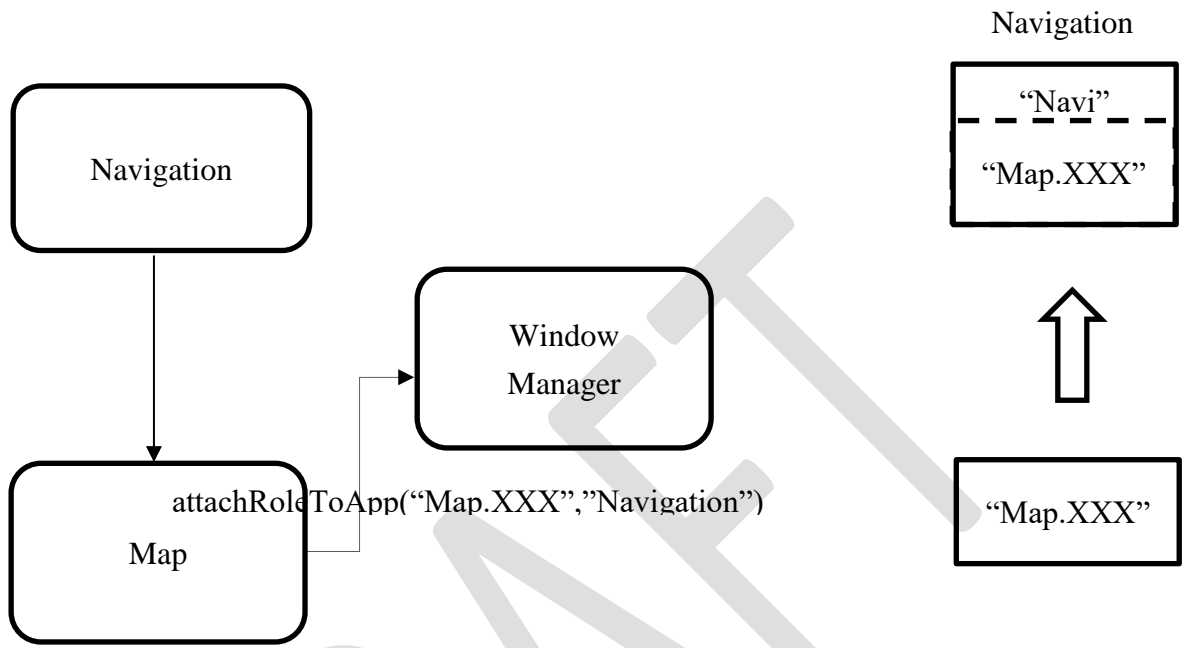 Navigation
“Navi”
“Map.XXX”
Navigation
Window
Manager
attachRoleToApp(“Map.XXX”,”Navigation”)
Map
“Map.XXX”